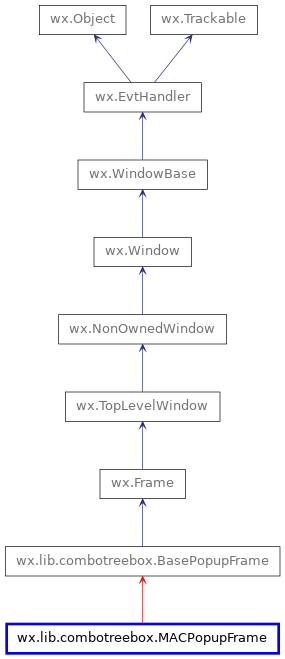 wx.Object
wx.Trackable
wx.EvtHandler
wx.WindowBase
wx.Window
wx.NonOwnedWindow
wx.TopLevelWindow
wx.Frame
wx.lib.combotreebox.BasePopupFrame
wx.lib.combotreebox.MACPopupFrame